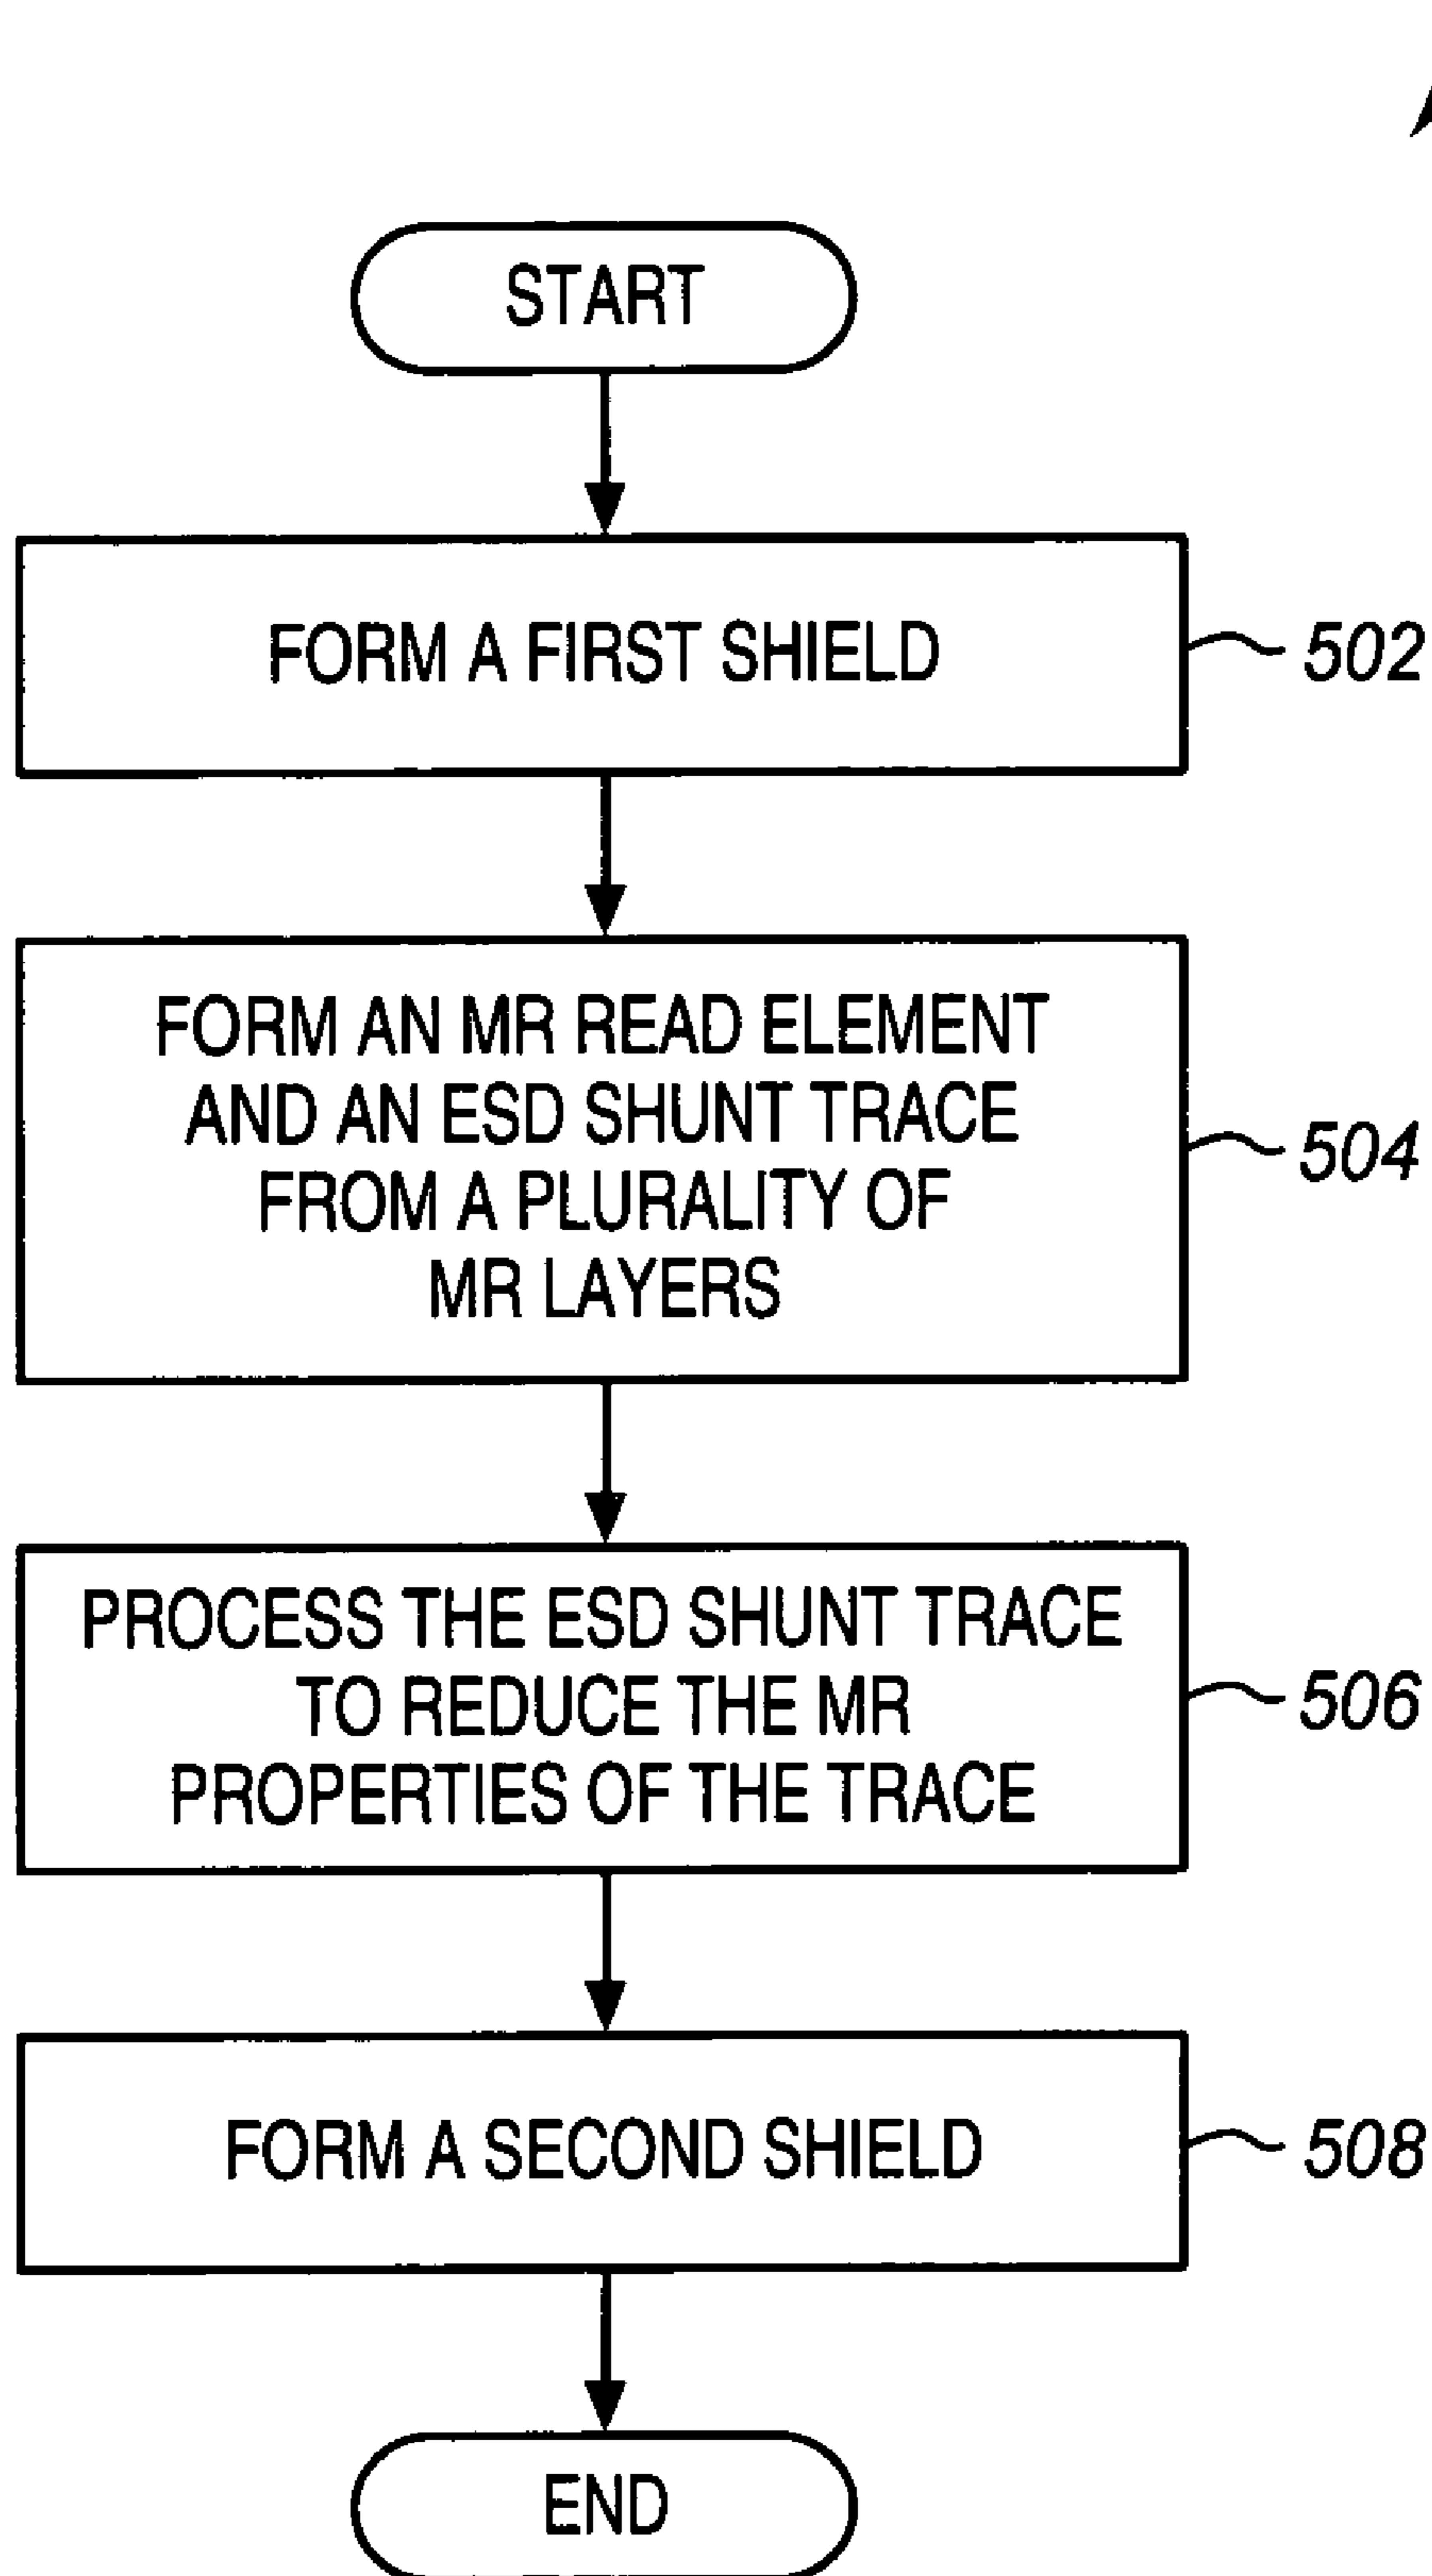 START
FORM A FIRST SHIELD
502
FORM AN MR READ ELEMENT
AND AN ESD SHUNT TRACE
FROM A PLURALITY OF
MR LAYERS
504
PROCESS THE ESD SHUNT TRACE
TO REDUCE THE MR
PROPERTIES OF THE TRACE
506
FORM A SECOND SHIELD
508
END